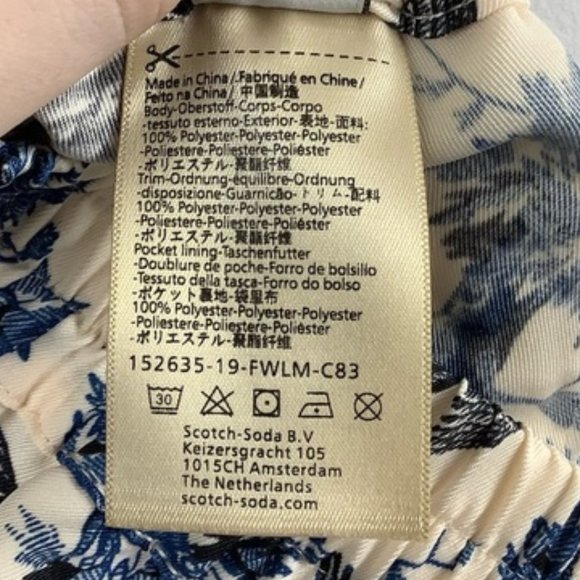 Made in China/.Fabriqué en Chine/
Feito na China/ 中国制造
Body-Oberstoff-Corps-Corpo
-tessuto esterno-Exterior-表地-面料:
100% Polyester-Polyester-Polyester
-Poliestere-Poliestere-Poliéster
-ポリエステル-聚酯纤维
Trim-Ordnung-équilibre-Ordnung
-disposizione-Guarnicão-トリム-配料
100% Polyester-Polyester-Polyester
-Poliestere-Poliestere-Poliéster
-ポリエステル-聚酯纤维
Pocket lining-Taschenfutter
-Doublure de poche-Forro de bolsillo
-Tessuto della tasca-Forro do bolso
-ポケット裏地-袋里布
100% Polyester-Polyester-Polyester
-Poliestere-Poliestere-Poliéster
-ポリエステル-聚酯纤维
152635-19-FWLM-C83
30
Scotch-Soda B.V
Keizersgracht 105
1015CH Amsterdam
The Netherlands
scotch-soda.com